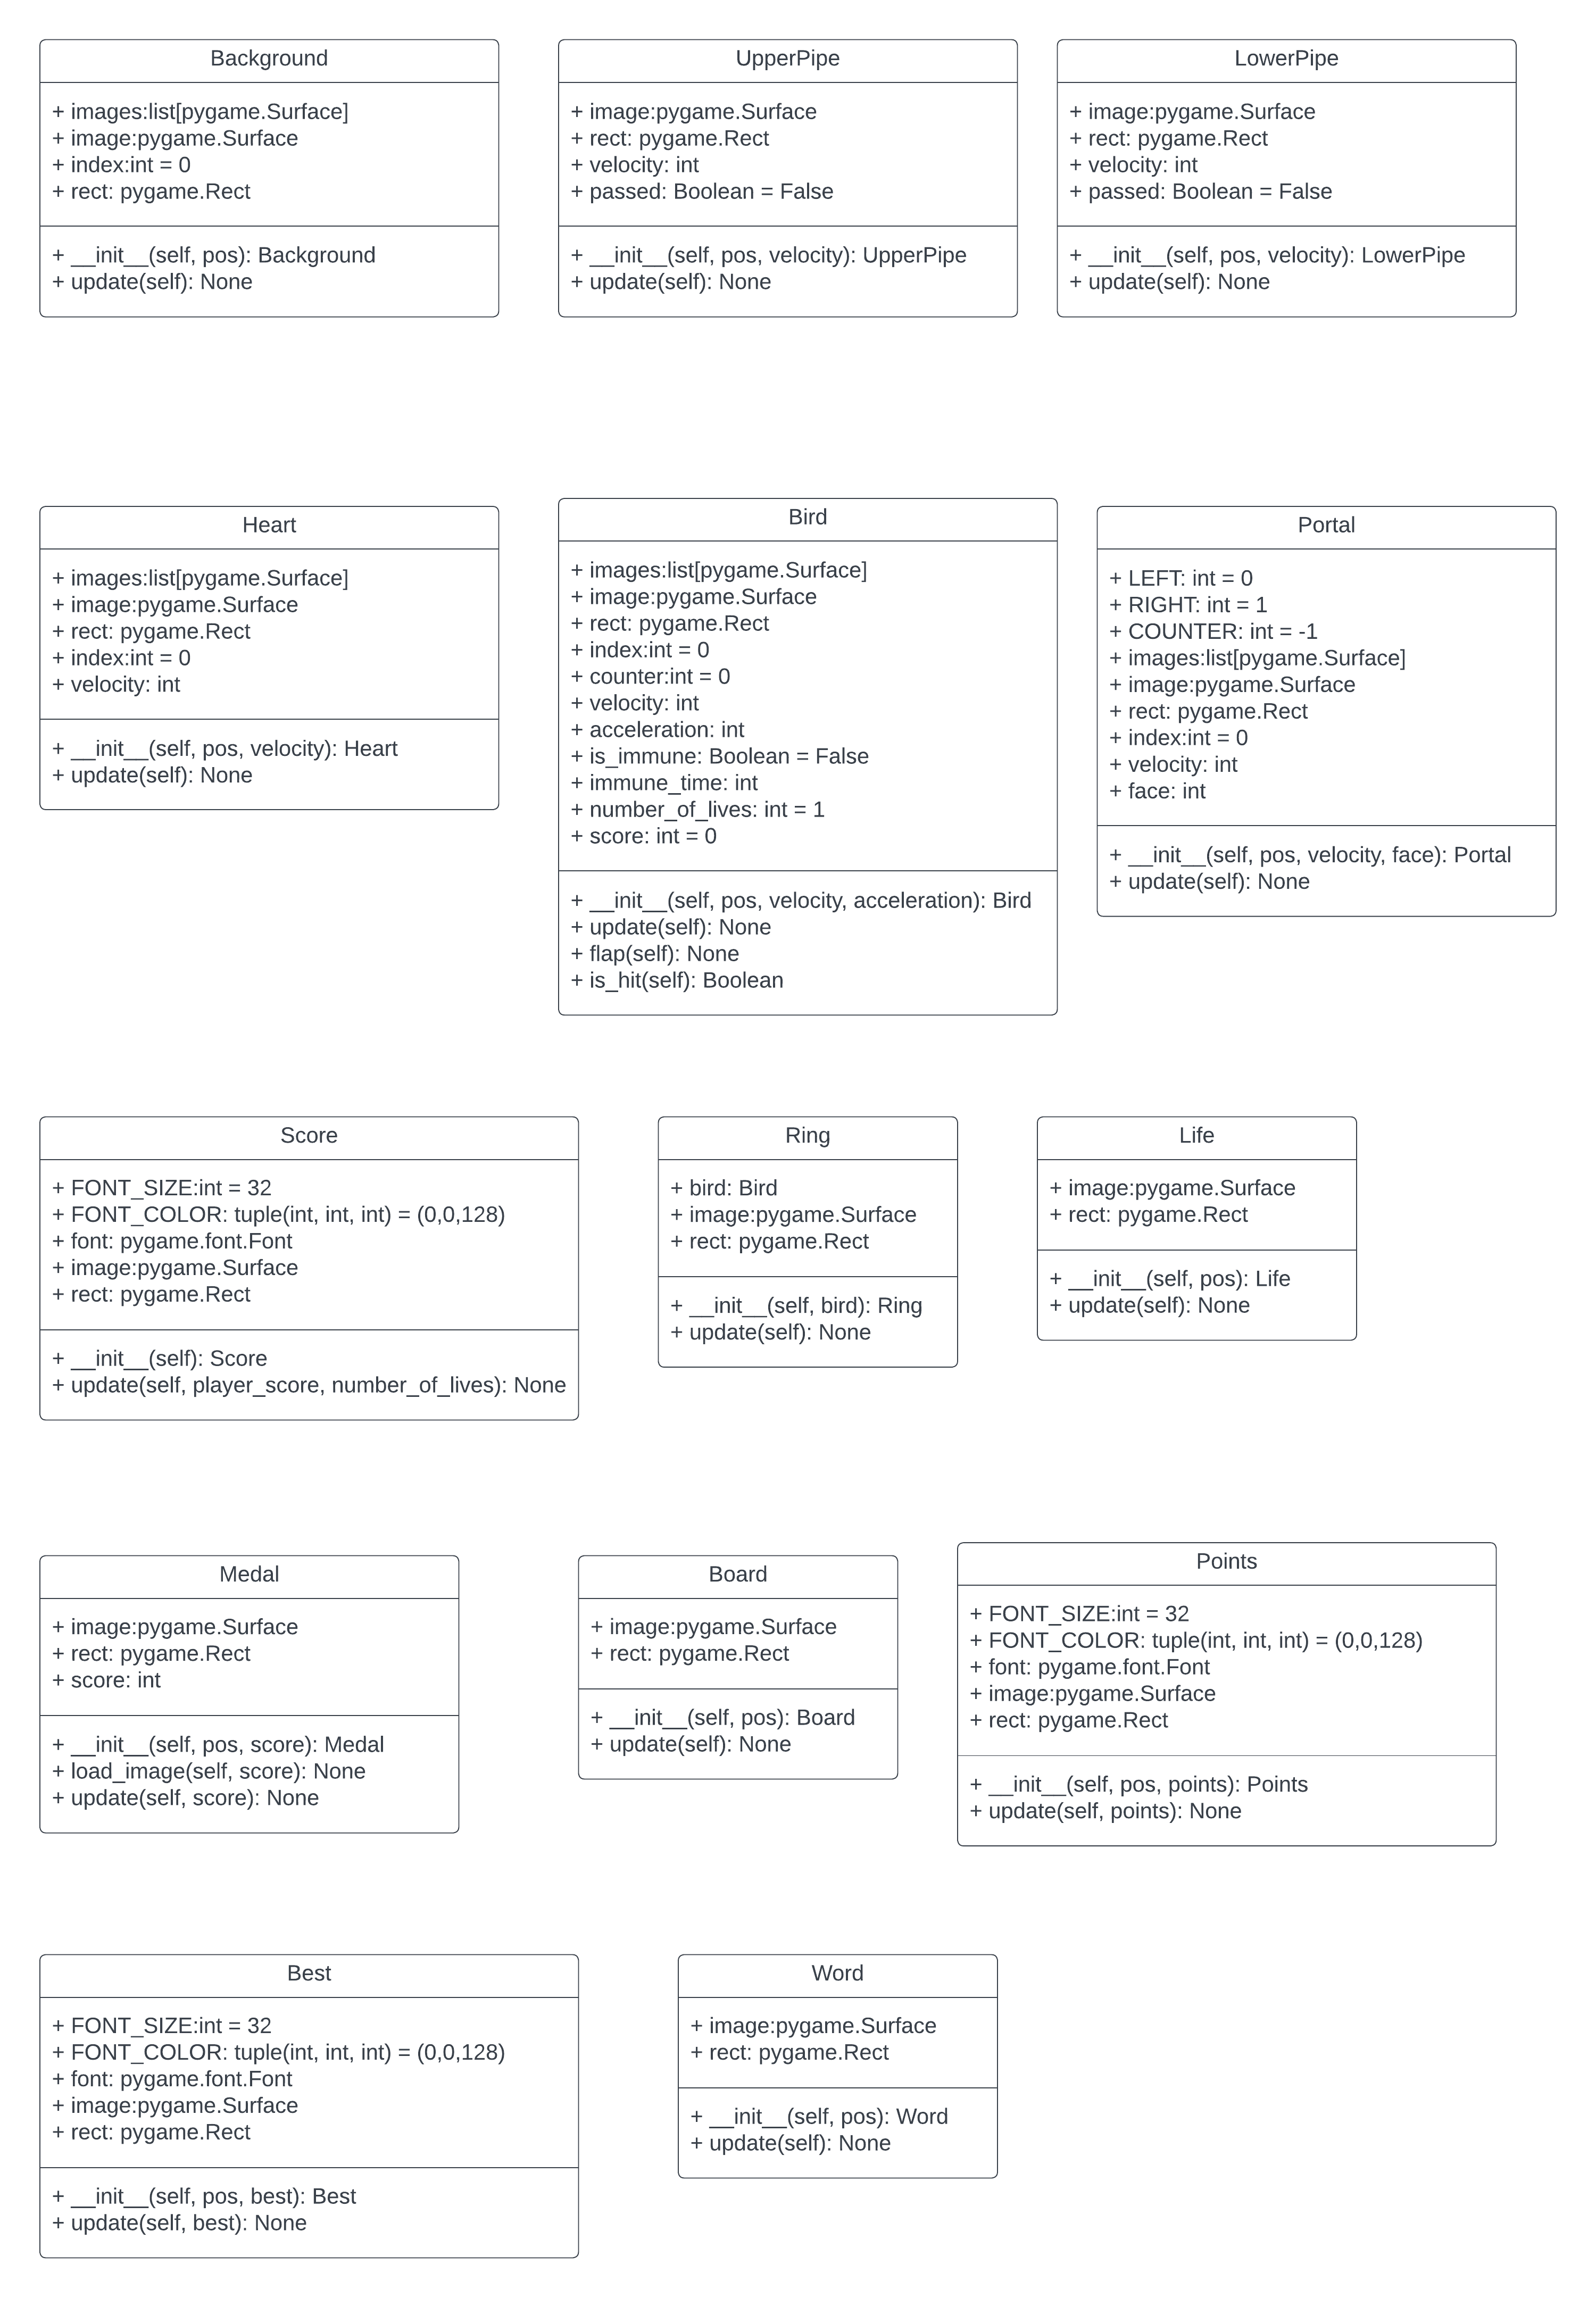 Background
+ images:list[pygame.Surface]
+ image:pygame.Surface
+ index:int = 0
+ rect: pygame.Rect
+ __init__(self, pos): Background
+ update(self): None
UpperPipe
+ image:pygame.Surface
+ rect: pygame.Rect
+ velocity: int
+ passed: Boolean = False
+ __init__(self, pos, velocity): UpperPipe
+ update(self): None
LowerPipe
+ image:pygame.Surface
+ rect: pygame.Rect
+ velocity: int
+ passed: Boolean = False
+ __init__(self, pos, velocity): LowerPipe
+ update(self): None
Heart
+ images:list[pygame.Surface]
+ image:pygame.Surface
+ rect: pygame.Rect
+ index:int = 0
+ velocity: int
+ __init__(self, pos, velocity): Heart
+ update(self): None
Bird
+ images:list[pygame.Surface]
+ image:pygame.Surface
+ rect: pygame.Rect
+ index:int = 0
+ counter:int = 0
+ velocity: int
+ acceleration: int
+ is_immune: Boolean = False
+ immune_time: int
+ number_of_lives: int = 1
+ score: int = 0
+ __init__(self, pos, velocity, acceleration): Bird
+ update(self): None
+ flap(self): None
+ is_hit(self): Boolean
Portal
+ LEFT: int = 0
+ RIGHT: int = 1
+ COUNTER: int = -1
+ images:list[pygame.Surface]
+ image:pygame.Surface
+ rect: pygame.Rect
+ index:int = 0
+ velocity: int
+ face: int
+ __init__(self, pos, velocity, face): Portal
+ update(self): None
Score
+ FONT_SIZE:int = 32
+ FONT_COLOR: tuple(int, int, int) = (0,0,128)
+ font: pygame.font.Font
+ image:pygame.Surface
+ rect: pygame.Rect
+ __init__(self): Score
+ update(self, player_score, number_of_lives): None
Ring
+ bird: Bird
+ image:pygame.Surface
+ rect: pygame.Rect
+ __init__(self, bird): Ring
+ update(self): None
Life
+ image:pygame.Surface
+ rect: pygame.Rect
+ __init__(self, pos): Life
+ update(self): None
Medal
+ image:pygame.Surface
+ rect: pygame.Rect
+ score: int
+ __init__(self, pos, score): Medal
+ load_image(self, score): None
+ update(self, score): None
Board
+ image:pygame.Surface
+ rect: pygame.Rect
+ __init__(self, pos): Board
+ update(self): None
Points
+ FONT_SIZE:int = 32
+ FONT_COLOR: tuple(int, int, int) = (0,0,128)
+ font: pygame.font.Font
+ image:pygame.Surface
+ rect: pygame.Rect
+ __init__(self, pos, points): Points
+ update(self, points): None
Best
+ FONT_SIZE:int = 32
+ FONT_COLOR: tuple(int, int, int) = (0,0,128)
+ font: pygame.font.Font
+ image:pygame.Surface
+ rect: pygame.Rect
+ __init__(self, pos, best): Best
+ update(self, best): None
Word
+ image:pygame.Surface
+ rect: pygame.Rect
+ __init__(self, pos): Word
+ update(self): None